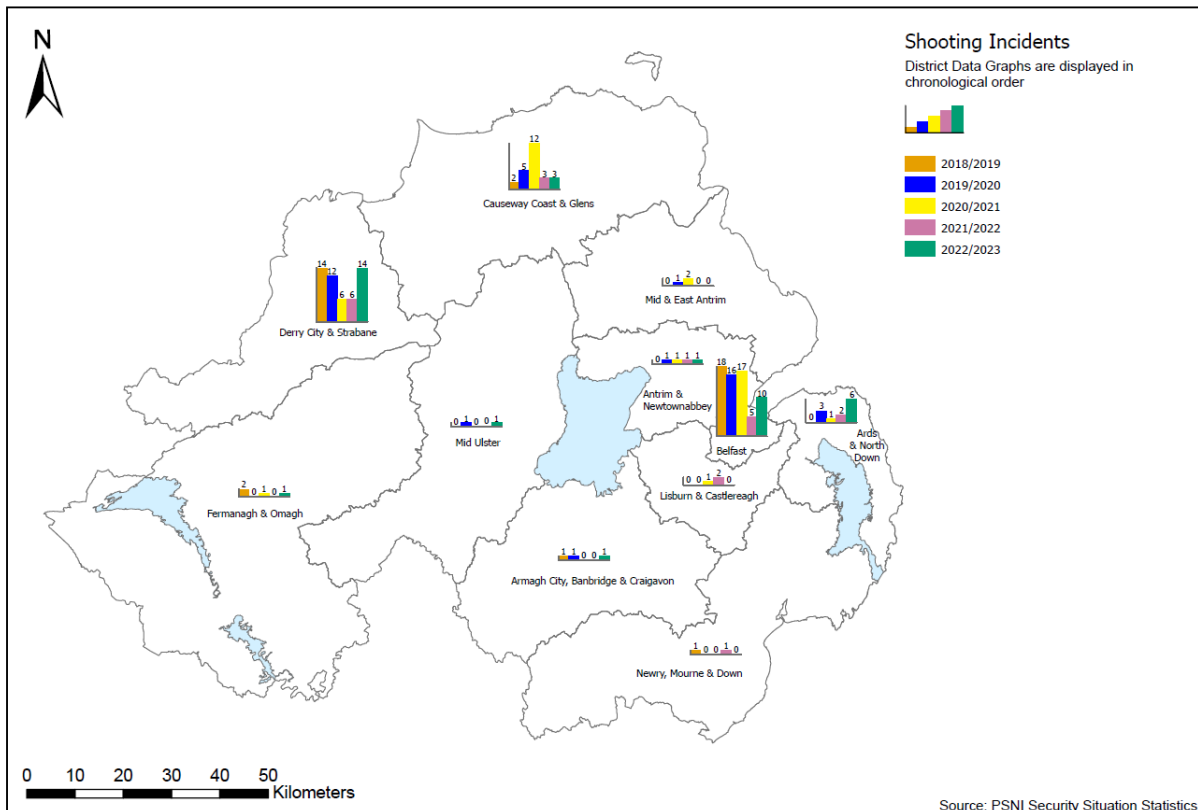 N
Shooting Incidents
District Data Graphs are displayed in
chronological order
2018/2019
2019/2020
2020/2021
2021/2022
2022/2023
2 5 12 3 3
Causeway Coast & Glens
14 12 6 6 14
Derry City & Strabane
0 1 2 0 0
Mid & East Antrim
0 1 1 1 1
Antrim &
Newtownabbey
18 16 17 5 10
Belfast
0 3 1 2 6
Ards
& North
Down
0 1 0 0 1
Mid Ulster
0 0 1 2 0
Lisburn & Castlereagh
2 0 1 0 1
Fermanagh & Omagh
1 1 0 0 1
Armagh City, Banbridge & Craigavon
1 0 0 1 0
Newry, Mourne & Down
0 10 20 30 40 50
Kilometers
Source: PSNI Security Situation Statistics